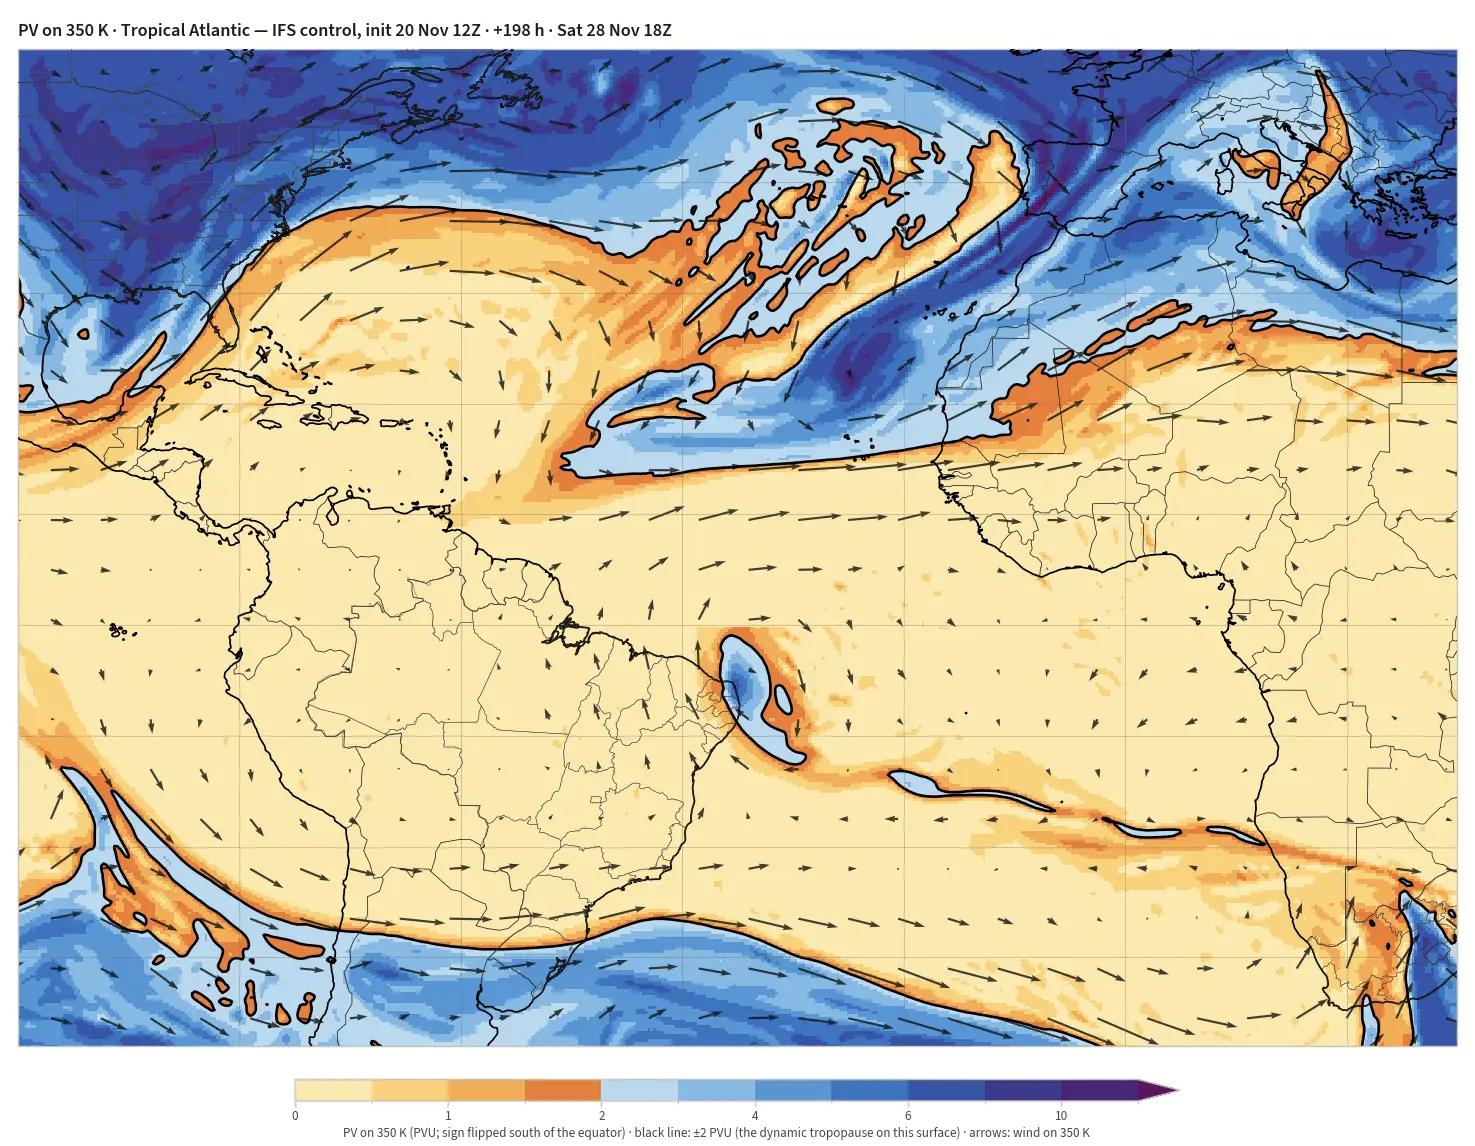 PV on 350 K · Tropical Atlantic — IFS control, init 20 Nov 12Z · +198 h · Sat 28 Nov 18Z
0 1 2 4 6 10
PV on 350 K (PVU; sign flipped south of the equator) · black line: ±2 PVU (the dynamic tropopause on this surface) · arrows: wind on 350 K